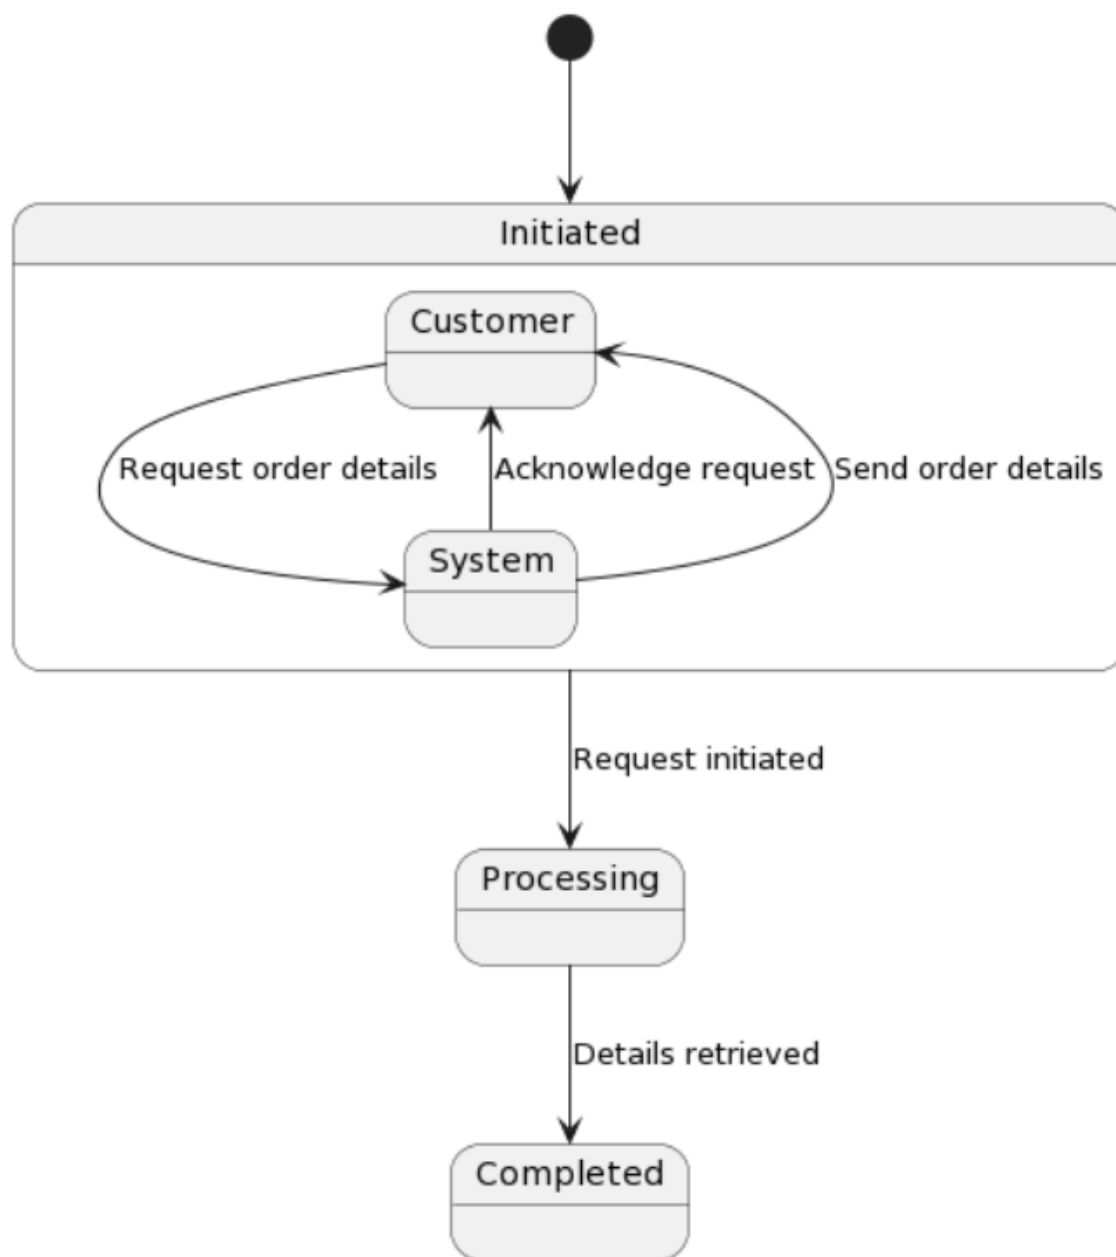 Initiated
Customer
Request order details
Acknowledge request
Send order details
System
Request initiated
Processing
Details retrieved
Completed